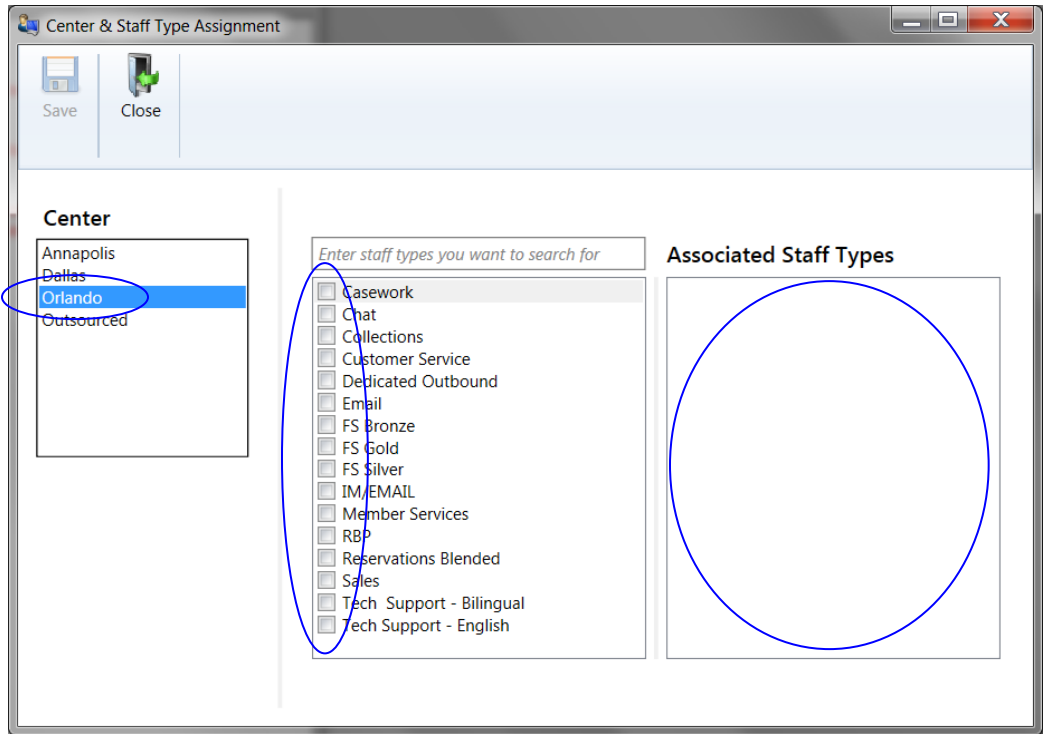 Center & Staff Type Assignment
Save
Close
Center
Annapolis
Dallas
Orlando
Outsourced
Enter staff types you want to search for
Casework
Chat
Collections
Customer Service
Dedicated Outbound
Email
FS Bronze
FS Gold
FS Silver
IM/EMAIL
Member Services
RBP
Reservations Blended
Sales
Tech  Support - Bilingual
Tech Support - English
Associated Staff Types